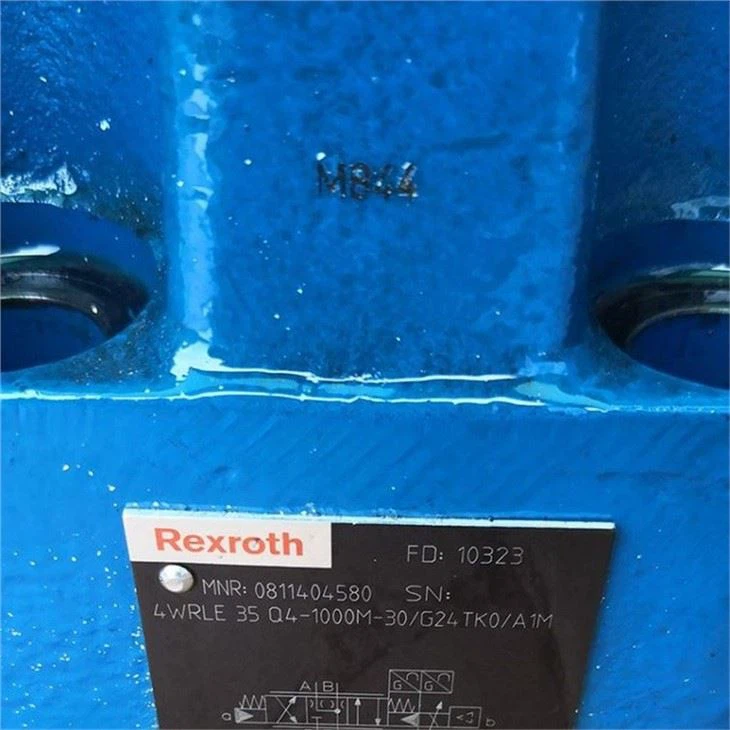 M844
Rexroth
FD: 10323
MNR: 0811404580 SN:
4WRLE 35 Q4-1000M-30/G24TK0/A1M
A B
G G
a b